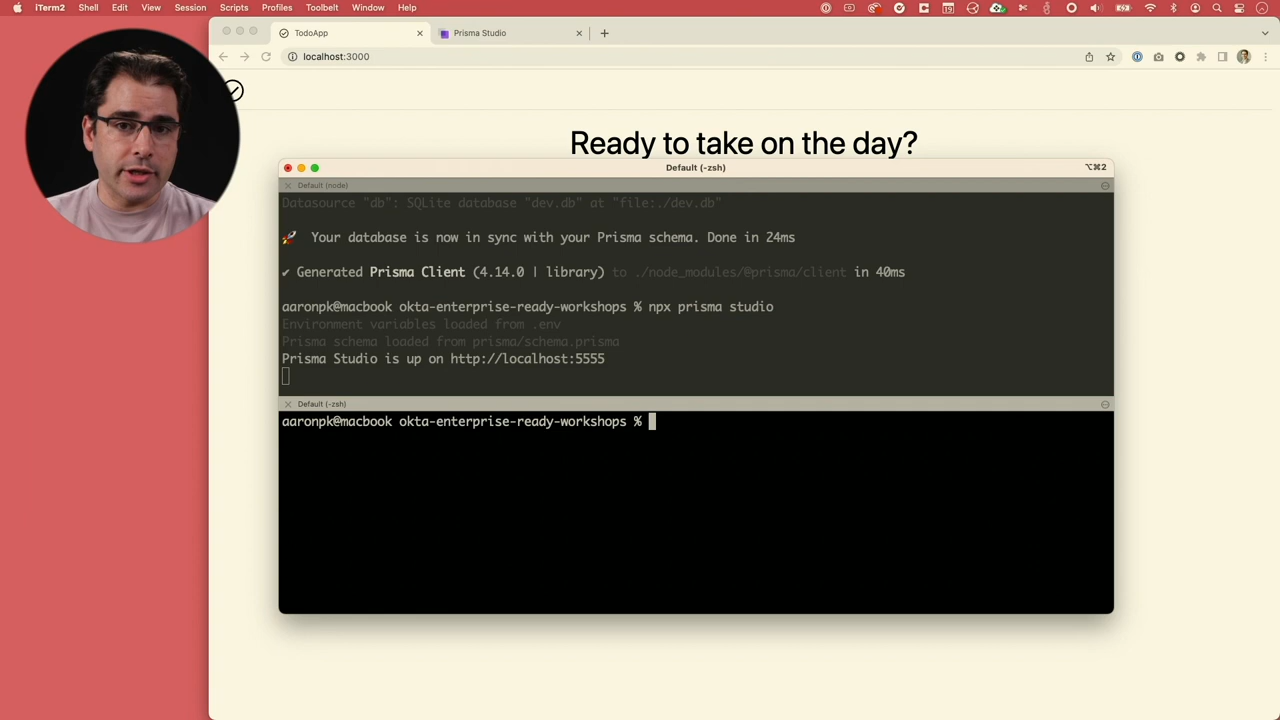 iTerm2 Shell Edit View Session Scripts Profiles Toolbelt Window Help
TodoApp
Prisma Studio
localhost:3000
Ready to take on the day?
Default (-zsh)
⌥⌘2
Default (node)
Datasource "db": SQLite database "dev.db" at "file:./dev.db"
🚀 Your database is now in sync with your Prisma schema. Done in 24ms
✔ Generated Prisma Client (4.14.0 | library) to ./node_modules/@prisma/client in 40ms
aaronpk@macbook okta-enterprise-ready-workshops % npx prisma studio
Environment variables loaded from .env
Prisma schema loaded from prisma/schema.prisma
Prisma Studio is up on http://localhost:5555
Default (-zsh)
aaronpk@macbook okta-enterprise-ready-workshops %